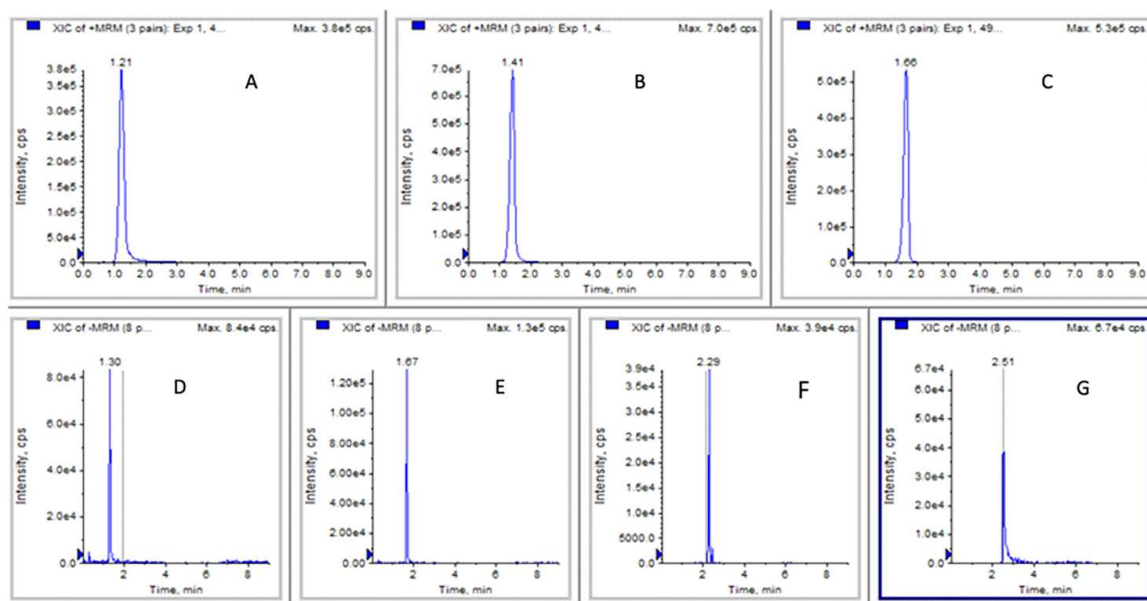 XIC of +MRM (3 pairs): Exp 1, 4... Max. 3.8e5 cps.
1.21
A
3.8e5
3.5e5
3.0e5
2.5e5
2.0e5
1.5e5
1.0e5
5.0e4
0.0
Intensity, cps
0.0 1.0 2.0 3.0 4.0 5.0 6.0 7.0 8.0 9.0
Time, min
XIC of +MRM (3 pairs): Exp 1, 4... Max. 7.0e5 cps.
1.41
B
7.0e5
6.0e5
5.0e5
4.0e5
3.0e5
2.0e5
1.0e5
0.0
Intensity, cps
0.0 1.0 2.0 3.0 4.0 5.0 6.0 7.0 8.0 9.0
Time, min
XIC of +MRM (3 pairs): Exp 1, 49... Max. 5.3e5 cps.
1.66
C
5.0e5
4.0e5
3.0e5
2.0e5
1.0e5
0.0
Intensity, cps
0.0 1.0 2.0 3.0 4.0 5.0 6.0 7.0 8.0 9.0
Time, min
XIC of -MRM (8 p... Max. 8.4e4 cps.
1.30
D
8.0e4
6.0e4
4.0e4
2.0e4
0.0
Intensity, cps
2 4 6 8
Time, min
XIC of -MRM (8 p... Max. 1.3e5 cps.
1.67
E
1.20e5
1.00e5
8.00e4
6.00e4
4.00e4
2.00e4
0.00
Intensity, cps
2 4 6 8
Time, min
XIC of -MRM (8 p... Max. 3.9e4 cps.
2.29
F
3.9e4
3.5e4
3.0e4
2.5e4
2.0e4
1.5e4
1.0e4
5000.0
0.0
Intensity, cps
2 4 6 8
Time, min
XIC of -MRM (8 p... Max. 6.7e4 cps.
2.51
G
6.7e4
6.0e4
5.0e4
4.0e4
3.0e4
2.0e4
1.0e4
0.0
Intensity, cps
2 4 6 8
Time, min